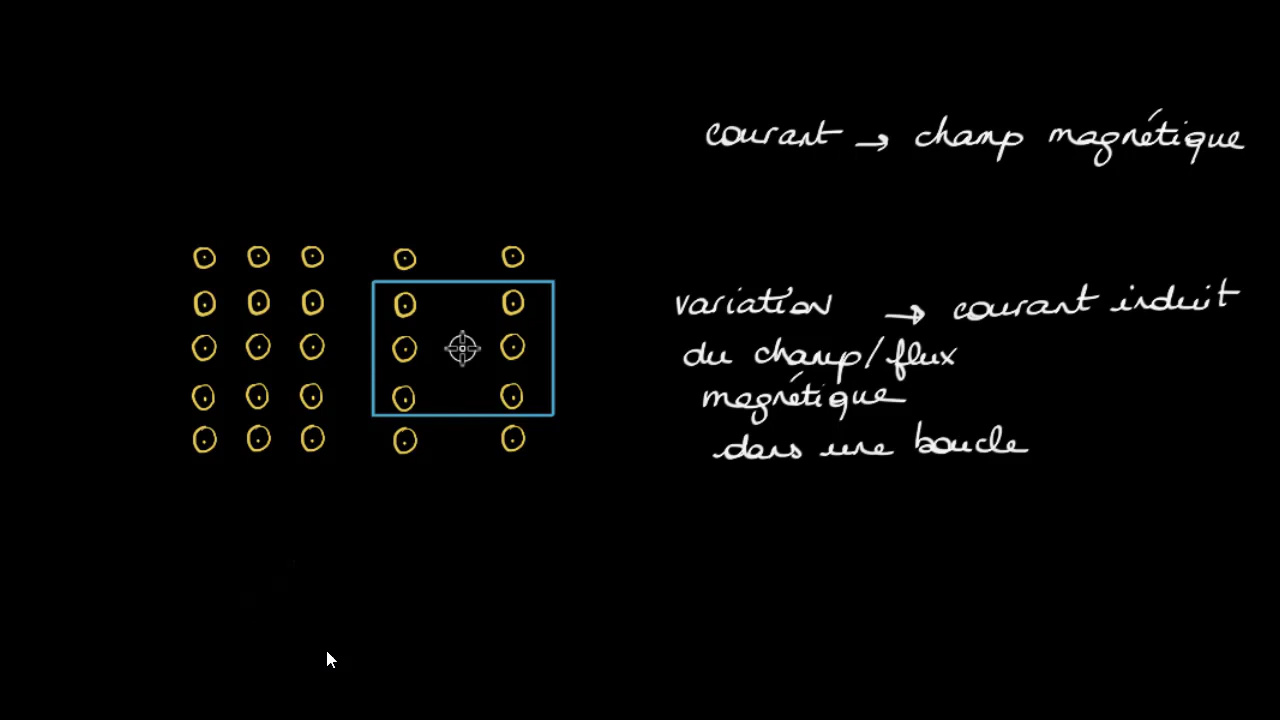 courant → champ magnétique
variation → courant induit
du champ/flux
magnétique
dans une boucle